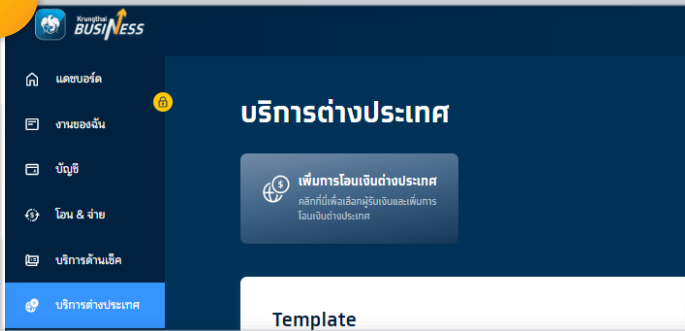 Krungthai
BUSINESS
แดชบอร์ด
งานของฉัน
บัญชี
โอน & จ่าย
บริการด้านเช็ค
บริการต่างประเทศ
บริการต่างประเทศ
เพิ่มการโอนเงินต่างประเทศ
คลิกที่นี่เพื่อเลือกผู้รับเงินและเพิ่มการ
โอนเงินต่างประเทศ
Template